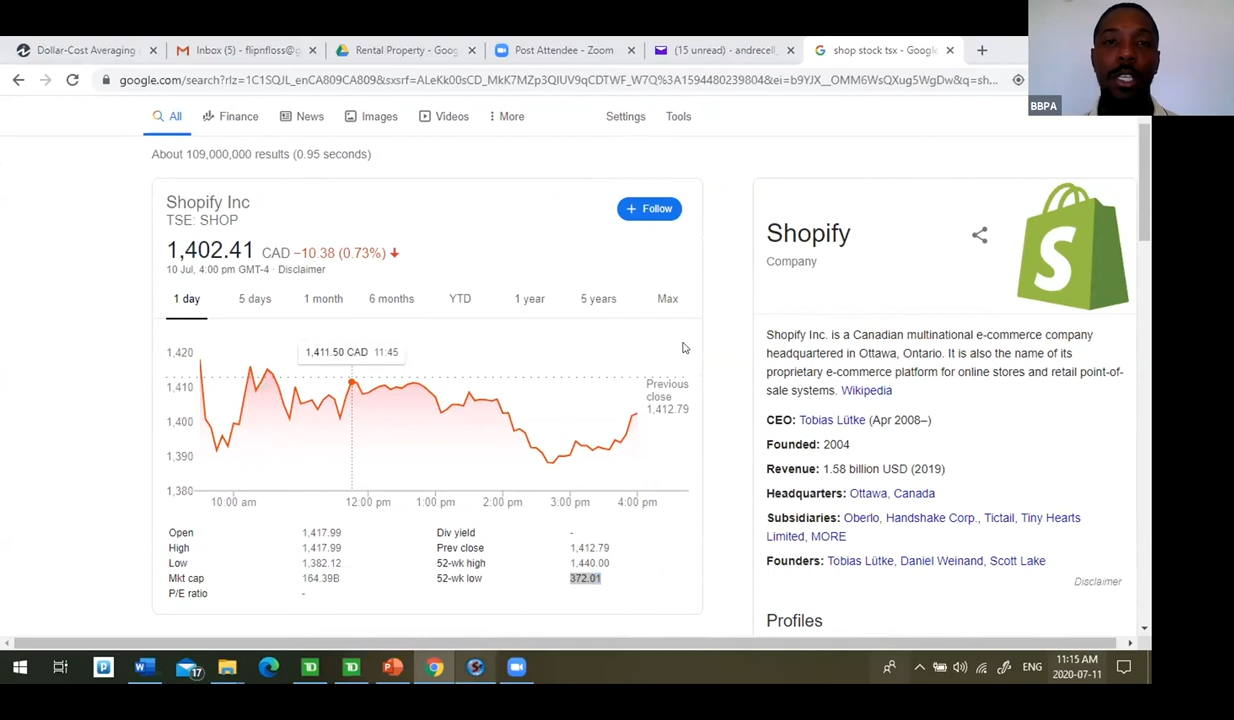 Dollar-Cost Averaging
Inbox (5) - flipnfloss@g
Rental Property - Goog
Post Attendee - Zoom
(15 unread) - andrecell
shop stock tsx - Google
google.com/search?rlz=1C1SQJL_enCA809CA809&sxsrf=ALeKk00sCD_MkK7MZp3QIUV9qCDTWF_W7Q%3A1594480239804&ei=b9YJX__OMM6WsQXug5WgDw&q=sh...
BBPA
All
Finance
News
Images
Videos
More
Settings
Tools
About 109,000,000 results (0.95 seconds)
Shopify Inc
TSE: SHOP
+ Follow
1,402.41 CAD −10.38 (0.73%)
10 Jul, 4:00 pm GMT-4 · Disclaimer
1 day
5 days
1 month
6 months
YTD
1 year
5 years
Max
1,411.50 CAD 11:45
1,420
1,410
1,400
1,390
1,380
Previous
close
1,412.79
10:00 am
12:00 pm
1:00 pm
2:00 pm
3:00 pm
4:00 pm
Open 1,417.99
High 1,417.99
Low 1,382.12
Mkt cap 164.39B
P/E ratio -
Div yield -
Prev close 1,412.79
52-wk high 1,440.00
52-wk low 372.01
Shopify
Company
S
Shopify Inc. is a Canadian multinational e-commerce company
headquartered in Ottawa, Ontario. It is also the name of its
proprietary e-commerce platform for online stores and retail point-of-
sale systems. Wikipedia
CEO: Tobias Lütke (Apr 2008–)
Founded: 2004
Revenue: 1.58 billion USD (2019)
Headquarters: Ottawa, Canada
Subsidiaries: Oberlo, Handshake Corp., Tictail, Tiny Hearts
Limited, MORE
Founders: Tobias Lütke, Daniel Weinand, Scott Lake
Disclaimer
Profiles
17
ENG
11:15 AM
2020-07-11